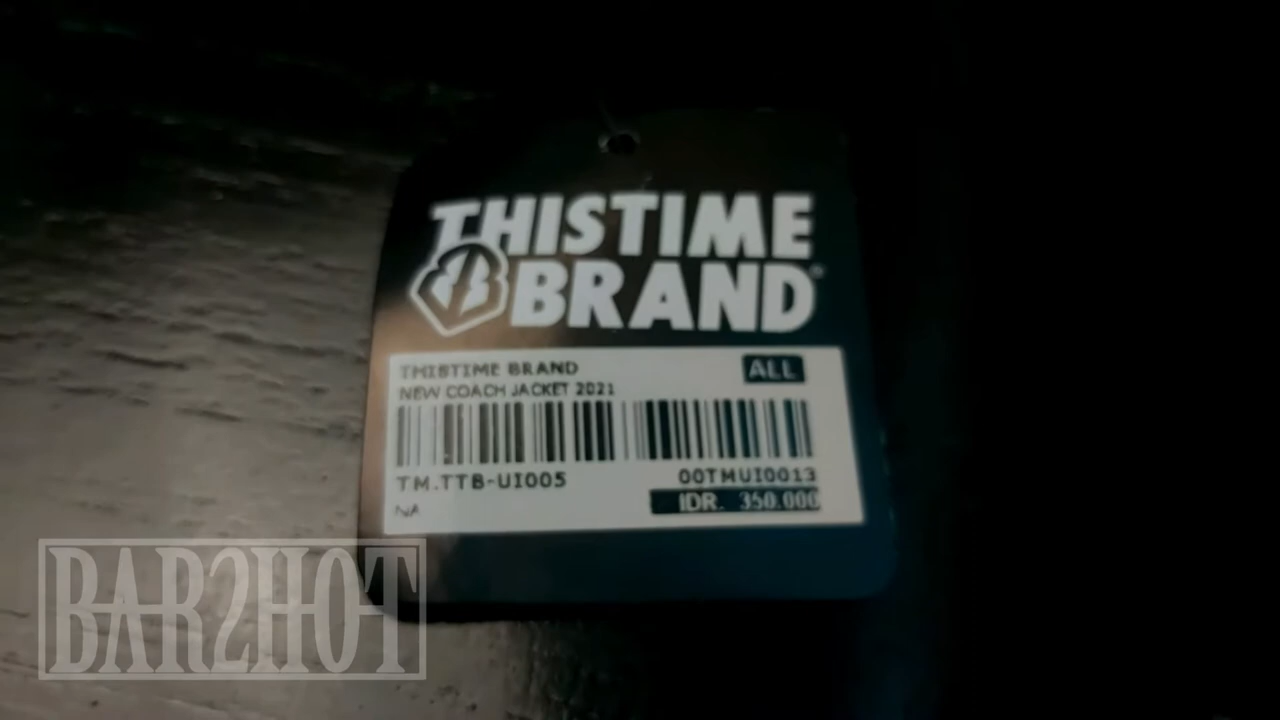 THISTIME
BRAND®
THISTIME BRAND
ALL
NEW COACH JACKET 2021
TM.TTB-UI005
00TMUI0013
NA
IDR. 350.000
BAR2HOT